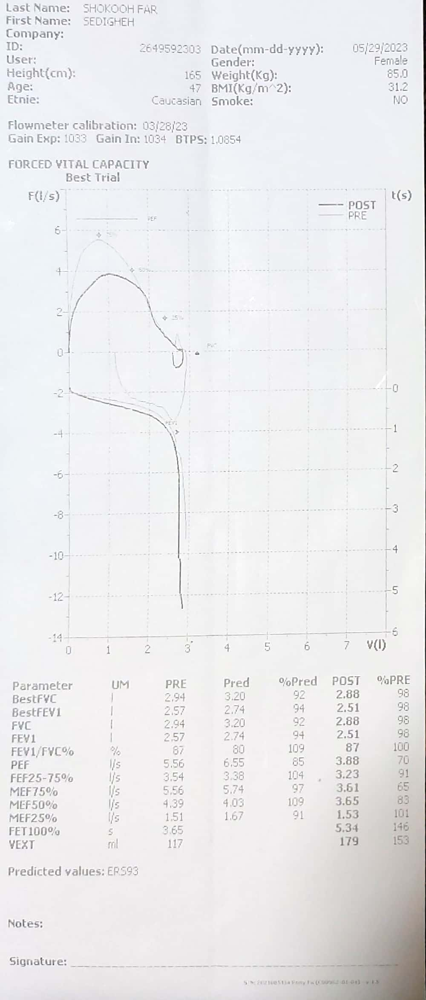 Last Name: SHOKOOH FAR
First Name: SEDIGHEH
Company:
ID: 2649592303 Date(mm-dd-yyyy): 05/29/2023
User: Gender: Female
Height(cm): 165 Weight(Kg): 85.0
Age: 47 BMI(Kg/m^2): 31.2
Etnie: Caucasian Smoke: NO
Flowmeter calibration: 03/28/23
Gain Exp: 1033 Gain In: 1034 BTPS: 1.0854
FORCED VITAL CAPACITY
Best Trial
F(l/s) t(s)
POST
PRE
PEF
6
75%
4 50%
2 25%
0 FVC
-2 0
FEV1
-4 1
-6 2
-8 3
-10 4
-12 5
-14 6
0 1 2 3 4 5 6 7 V(l)
Parameter UM PRE Pred %Pred POST %PRE
BestFVC l 2.94 3.20 92 2.88 98
BestFEV1 l 2.57 2.74 94 2.51 98
FVC l 2.94 3.20 92 2.88 98
FEV1 l 2.57 2.74 94 2.51 98
FEV1/FVC% % 87 80 109 87 100
PEF l/s 5.56 6.55 85 3.88 70
FEF25-75% l/s 3.54 3.38 104 3.23 91
MEF75% l/s 5.56 5.74 97 3.61 65
MEF50% l/s 4.39 4.03 109 3.65 83
MEF25% l/s 1.51 1.67 91 1.53 101
FET100% s 3.65 5.34 146
VEXT ml 117 179 153
Predicted values: ERS93
Notes:
Signature: